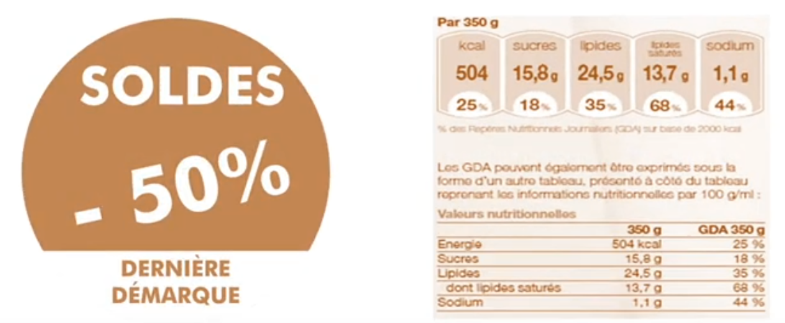 SOLDES
- 50%
DERNIÈRE
DÉMARQUE
Par 350 g
kcal sucres lipides lipides saturés sodium
504 15,8 g 24,5 g 13,7 g 1,1 g
25 % 18 % 35 % 68 % 44 %
% des Repères Nutritionnels Journaliers (GDA) sur base de 2000 kcal
Les GDA peuvent également être exprimés sous la
forme d'un autre tableau, présenté à côté du tableau
reprenant les informations nutritionnelles par 100 g/ml :
Valeurs nutritionnelles
350 g GDA 350 g
Energie 504 kcal 25 %
Sucres 15,8 g 18 %
Lipides 24,5 g 35 %
dont lipides saturés 13,7 g 68 %
Sodium 1,1 g 44 %